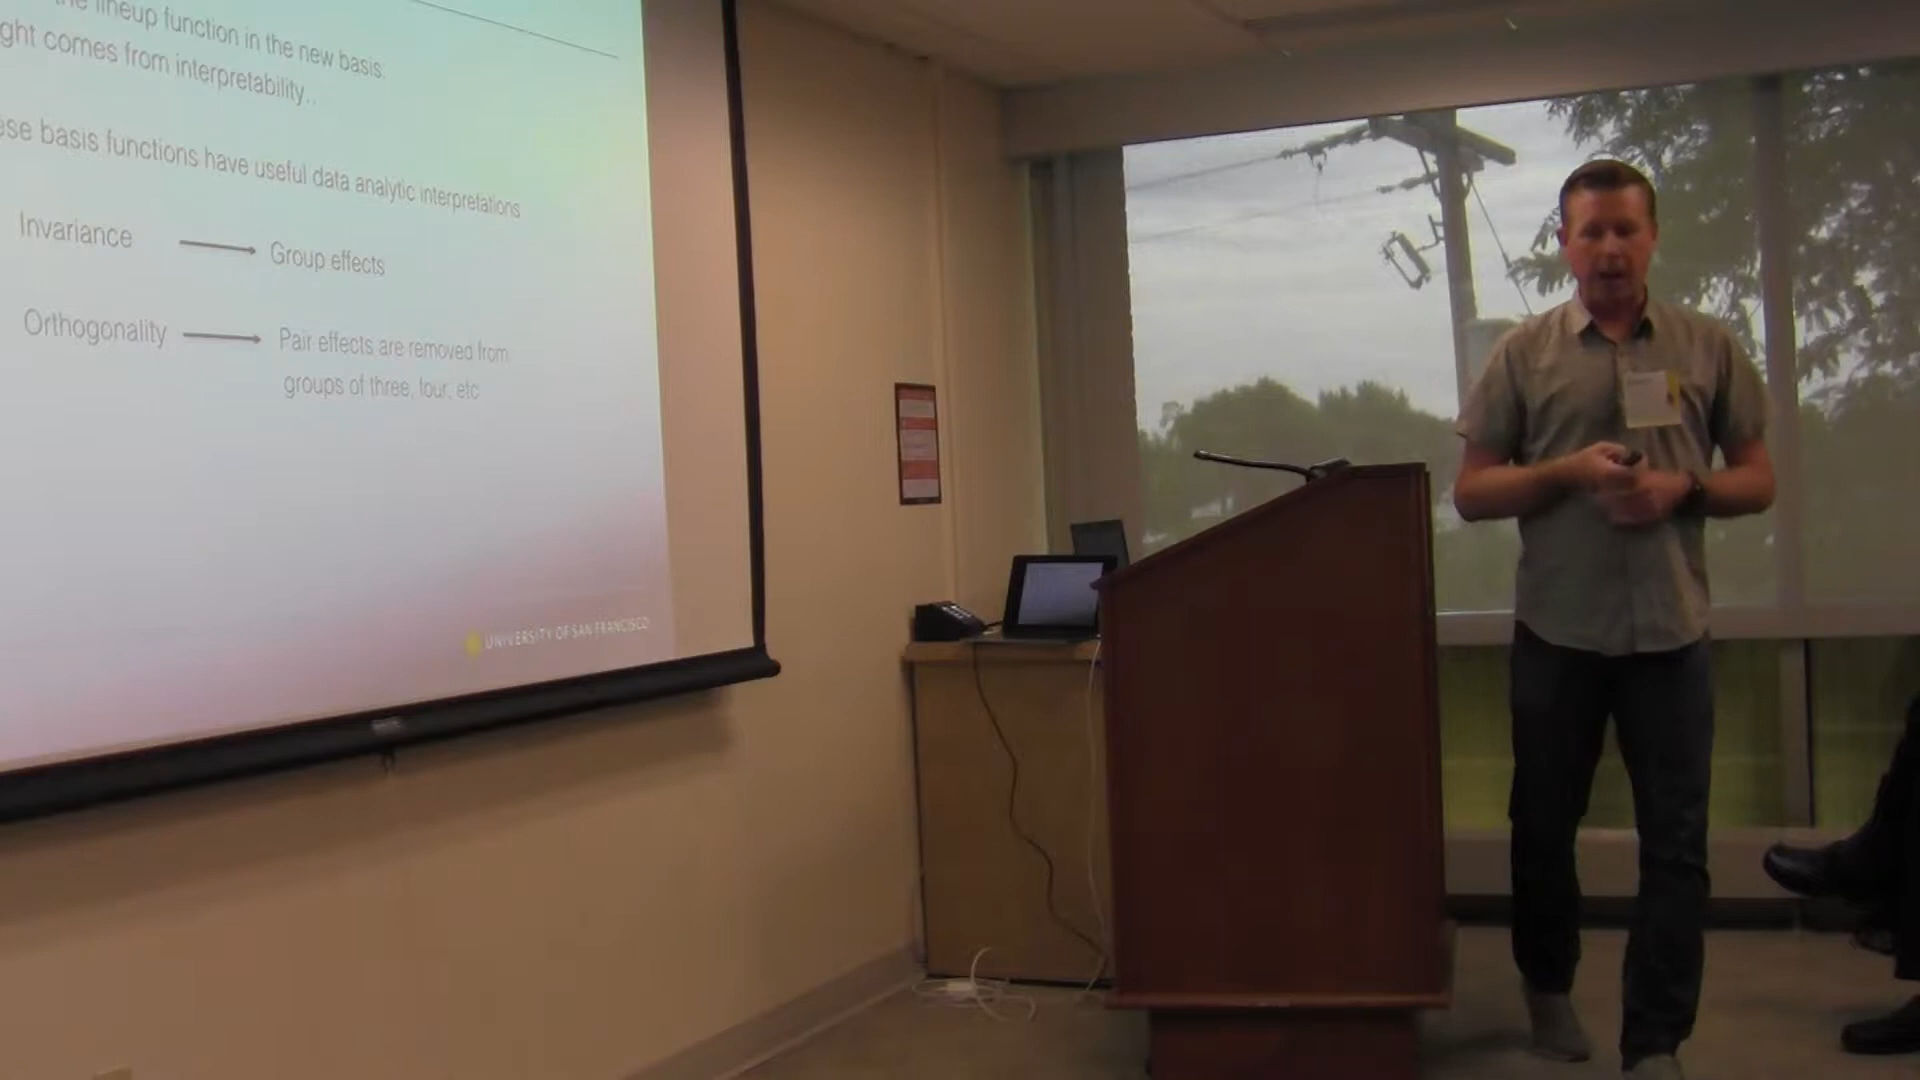 lineup function in the new basis.
ght comes from interpretability..
ese basis functions have useful data analytic interpretations
Invariance
Group effects
Orthogonality
Pair effects are removed from
groups of three, four, etc
UNIVERSITY OF SAN FRANCISCO